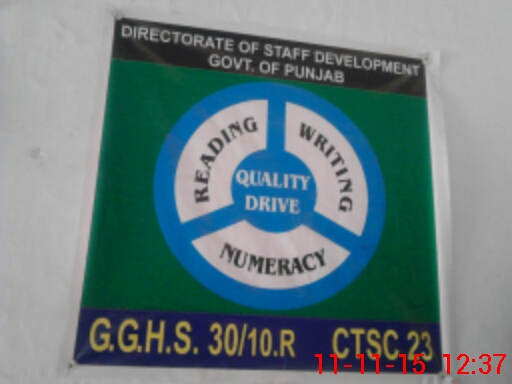 DIRECTORATE OF STAFF DEVELOPMENT
GOVT. OF PUNJAB
READING
WRITING
QUALITY
DRIVE
NUMERACY
G.G.H.S. 30/10.R CTSC 23
11-11-15 12:37